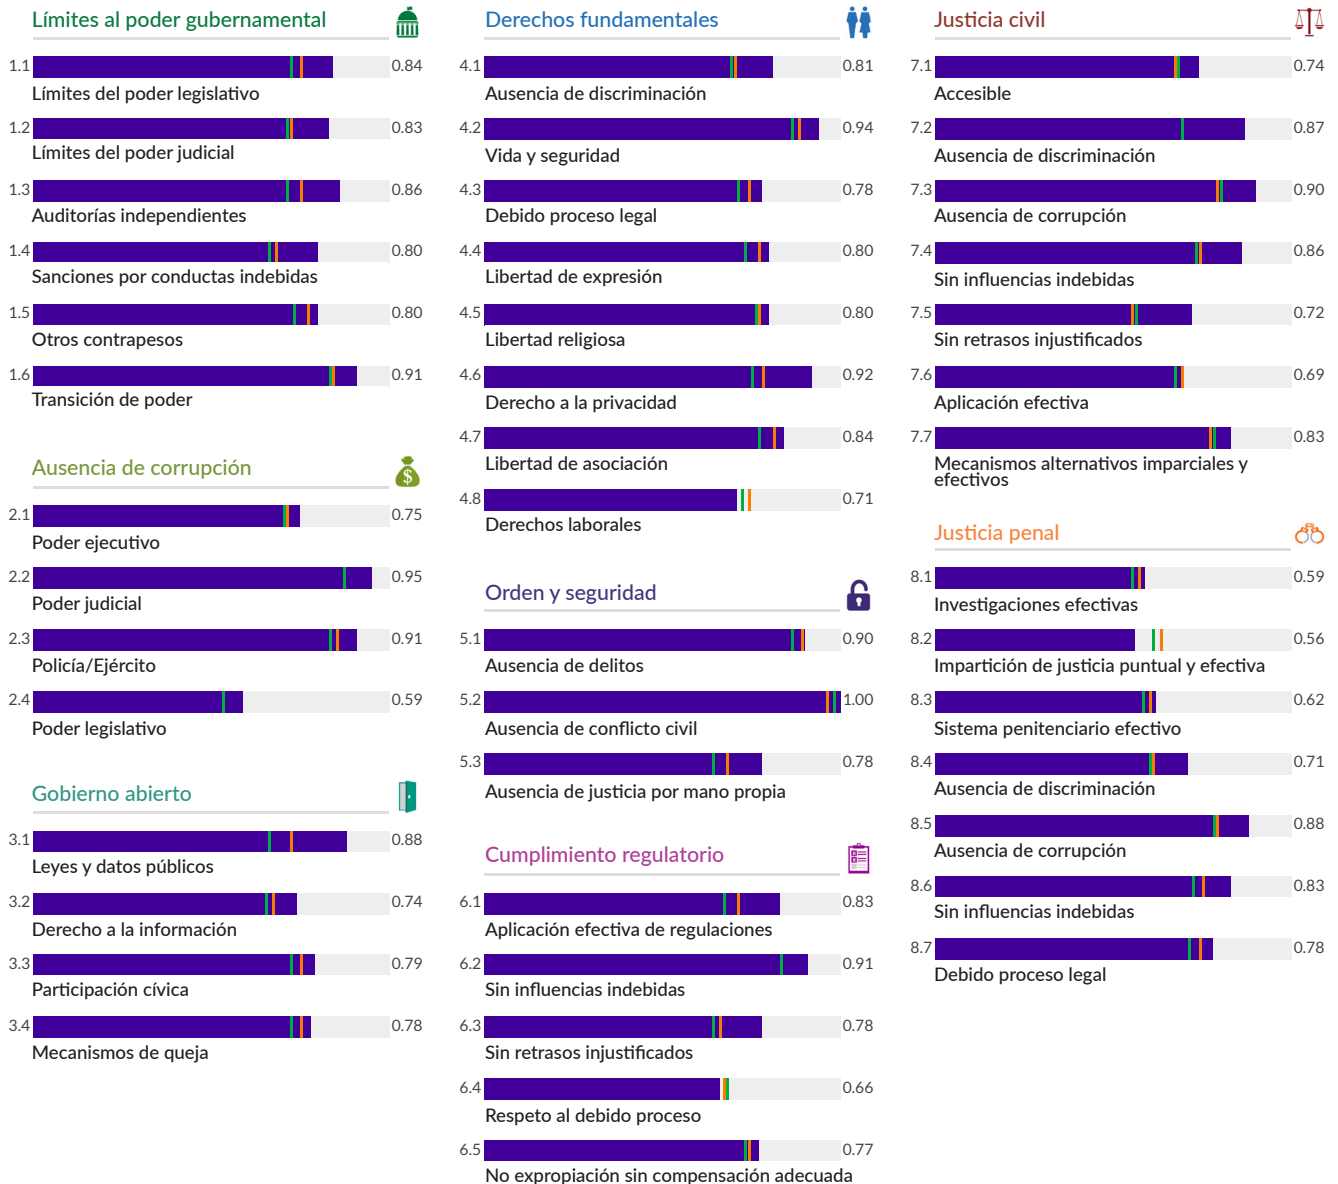 Límites al poder gubernamental
1.1 0.84
Límites del poder legislativo
1.2 0.83
Límites del poder judicial
1.3 0.86
Auditorías independientes
1.4 0.80
Sanciones por conductas indebidas
1.5 0.80
Otros contrapesos
1.6 0.91
Transición de poder
Ausencia de corrupción
$
2.1 0.75
Poder ejecutivo
2.2 0.95
Poder judicial
2.3 0.91
Policía/Ejército
2.4 0.59
Poder legislativo
Gobierno abierto
3.1 0.88
Leyes y datos públicos
3.2 0.74
Derecho a la información
3.3 0.79
Participación cívica
3.4 0.78
Mecanismos de queja
Derechos fundamentales
4.1 0.81
Ausencia de discriminación
4.2 0.94
Vida y seguridad
4.3 0.78
Debido proceso legal
4.4 0.80
Libertad de expresión
4.5 0.80
Libertad religiosa
4.6 0.92
Derecho a la privacidad
4.7 0.84
Libertad de asociación
4.8 0.71
Derechos laborales
Orden y seguridad
5.1 0.90
Ausencia de delitos
5.2 1.00
Ausencia de conflicto civil
5.3 0.78
Ausencia de justicia por mano propia
Cumplimiento regulatorio
6.1 0.83
Aplicación efectiva de regulaciones
6.2 0.91
Sin influencias indebidas
6.3 0.78
Sin retrasos injustificados
6.4 0.66
Respeto al debido proceso
6.5 0.77
No expropiación sin compensación adecuada
Justicia civil
7.1 0.74
Accesible
7.2 0.87
Ausencia de discriminación
7.3 0.90
Ausencia de corrupción
7.4 0.86
Sin influencias indebidas
7.5 0.72
Sin retrasos injustificados
7.6 0.69
Aplicación efectiva
7.7 0.83
Mecanismos alternativos imparciales y
efectivos
Justicia penal
8.1 0.59
Investigaciones efectivas
8.2 0.56
Impartición de justicia puntual y efectiva
8.3 0.62
Sistema penitenciario efectivo
8.4 0.71
Ausencia de discriminación
8.5 0.88
Ausencia de corrupción
8.6 0.83
Sin influencias indebidas
8.7 0.78
Debido proceso legal